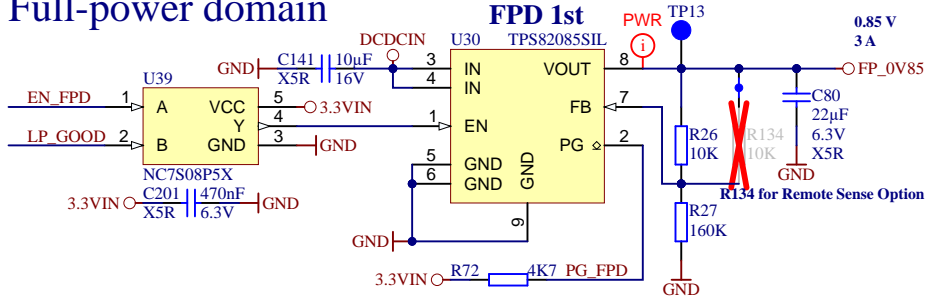 Full-power domain
FPD 1st
PWR
TP13
0.85 V
3 A
DCDCIN
U30
TPS82085SIL
C141
10µF
GND
X5R
16V
U39
3
IN
VOUT
8
FP_0V85
4
IN
EN_FPD
1
A
VCC
5
3.3VIN
FB
7
C80
22µF
6.3V
X5R
Y
4
1
EN
R26
10K
R134
10K
LP_GOOD
2
B
GND
3
GND
PG
2
NC7S08P5X
5
GND
6
GND
GND
9
GND
R134 for Remote Sense Option
C201
470nF
3.3VIN
X5R
6.3V
GND
R27
160K
GND
3.3VIN
R72
4K7
PG_FPD
GND